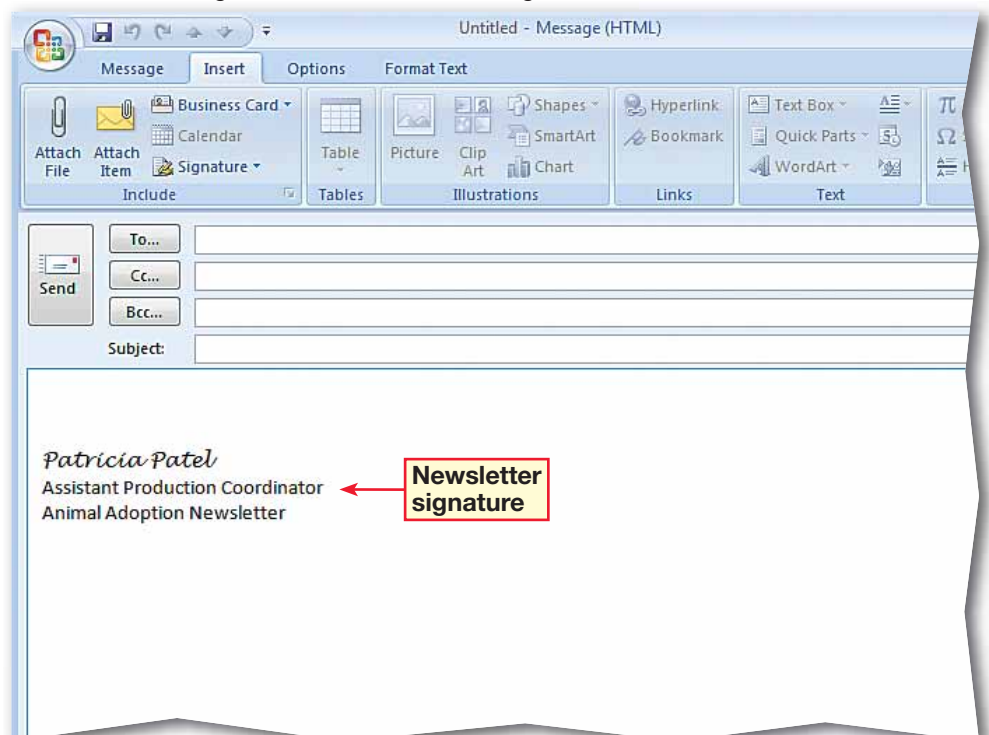 Untitled - Message (HTML)
Message Insert Options Format Text
Attach File
Attach Item
Business Card
Calendar
Signature
Include
Table
Tables
Picture
Clip Art
Shapes
SmartArt
Chart
Illustrations
Hyperlink
Bookmark
Links
Text Box
Quick Parts
WordArt
Text
π
Ω
Send
To...
Cc...
Bcc...
Subject:
Patricia Patel
Assistant Production Coordinator
Animal Adoption Newsletter
Newsletter
signature